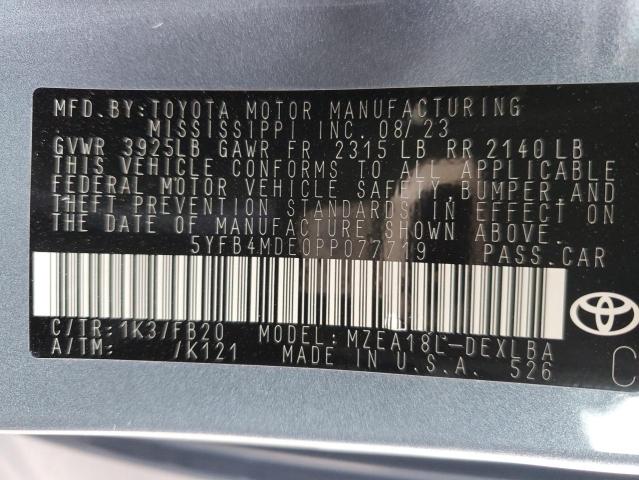 MFD.BY:TOYOTA MOTOR MANUFACTURING
MISSISSIPPI INC. 08/23
GVWR 3925LB GAWR FR 2315 LB RR 2140 LB
THIS VEHICLE CONFORMS TO ALL APPLICABLE
FEDERAL MOTOR VEHICLE SAFETY, BUMPER, AND
THEFT PREVENTION STANDARDS IN EFFECT ON
THE DATE OF MANUFACTURE SHOWN ABOVE.
5YFB4MDE0PP077719 PASS.CAR
C/TR:1K3/FB20 MODEL:MZEA18L-DEXLBA
A/TM: /K121 MADE IN U.S.A. 526
C